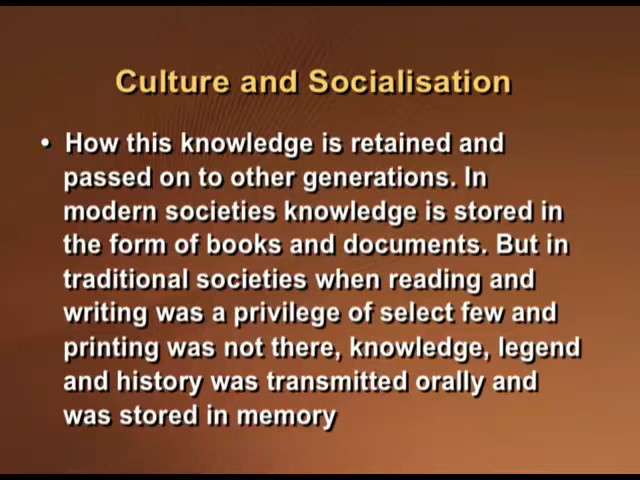 Culture and Socialisation
• How this knowledge is retained and
passed on to other generations. In
modern societies knowledge is stored in
the form of books and documents. But in
traditional societies when reading and
writing was a privilege of select few and
printing was not there, knowledge, legend
and history was transmitted orally and
was stored in memory